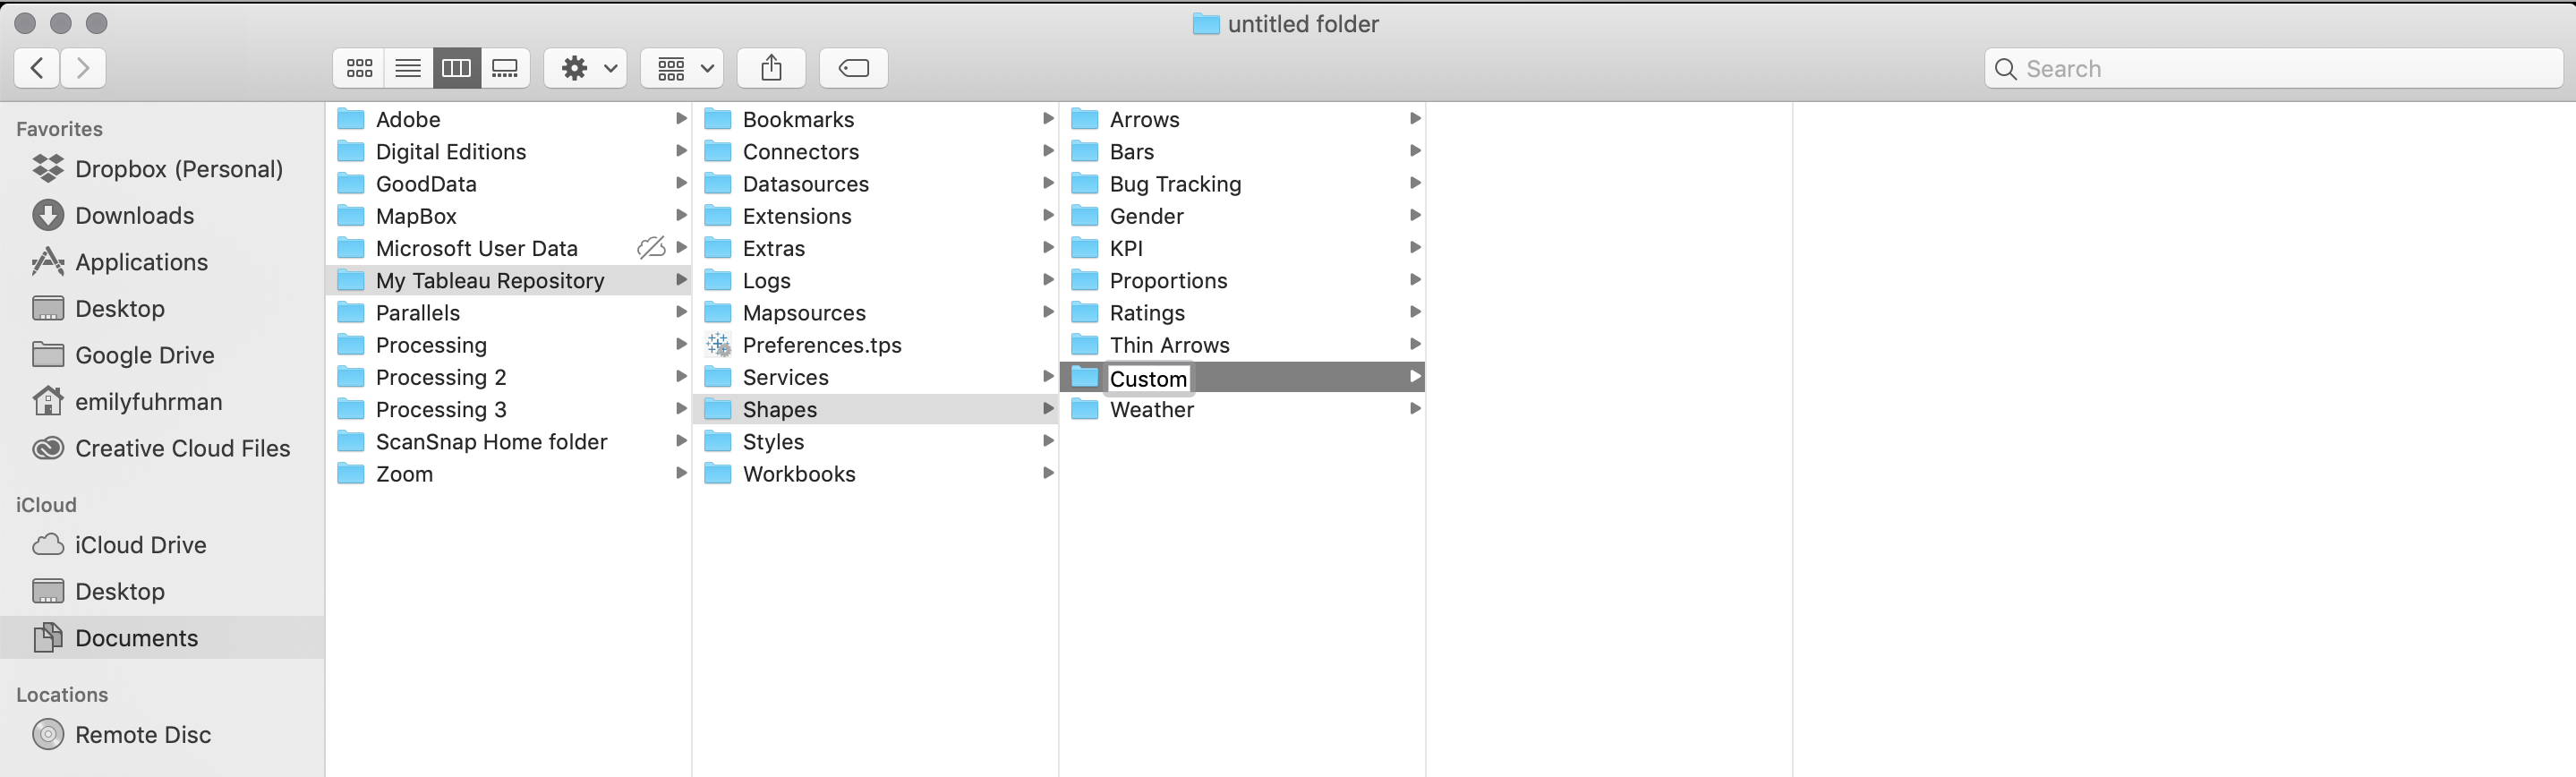 untitled folder
Search
Favorites
Dropbox (Personal)
Downloads
Applications
Desktop
Google Drive
emilyfuhrman
Creative Cloud Files
iCloud
iCloud Drive
Desktop
Documents
Locations
Remote Disc
Adobe
Digital Editions
GoodData
MapBox
Microsoft User Data
My Tableau Repository
Parallels
Processing
Processing 2
Processing 3
ScanSnap Home folder
Zoom
Bookmarks
Connectors
Datasources
Extensions
Extras
Logs
Mapsources
Preferences.tps
Services
Shapes
Styles
Workbooks
Arrows
Bars
Bug Tracking
Gender
KPI
Proportions
Ratings
Thin Arrows
Custom
Weather